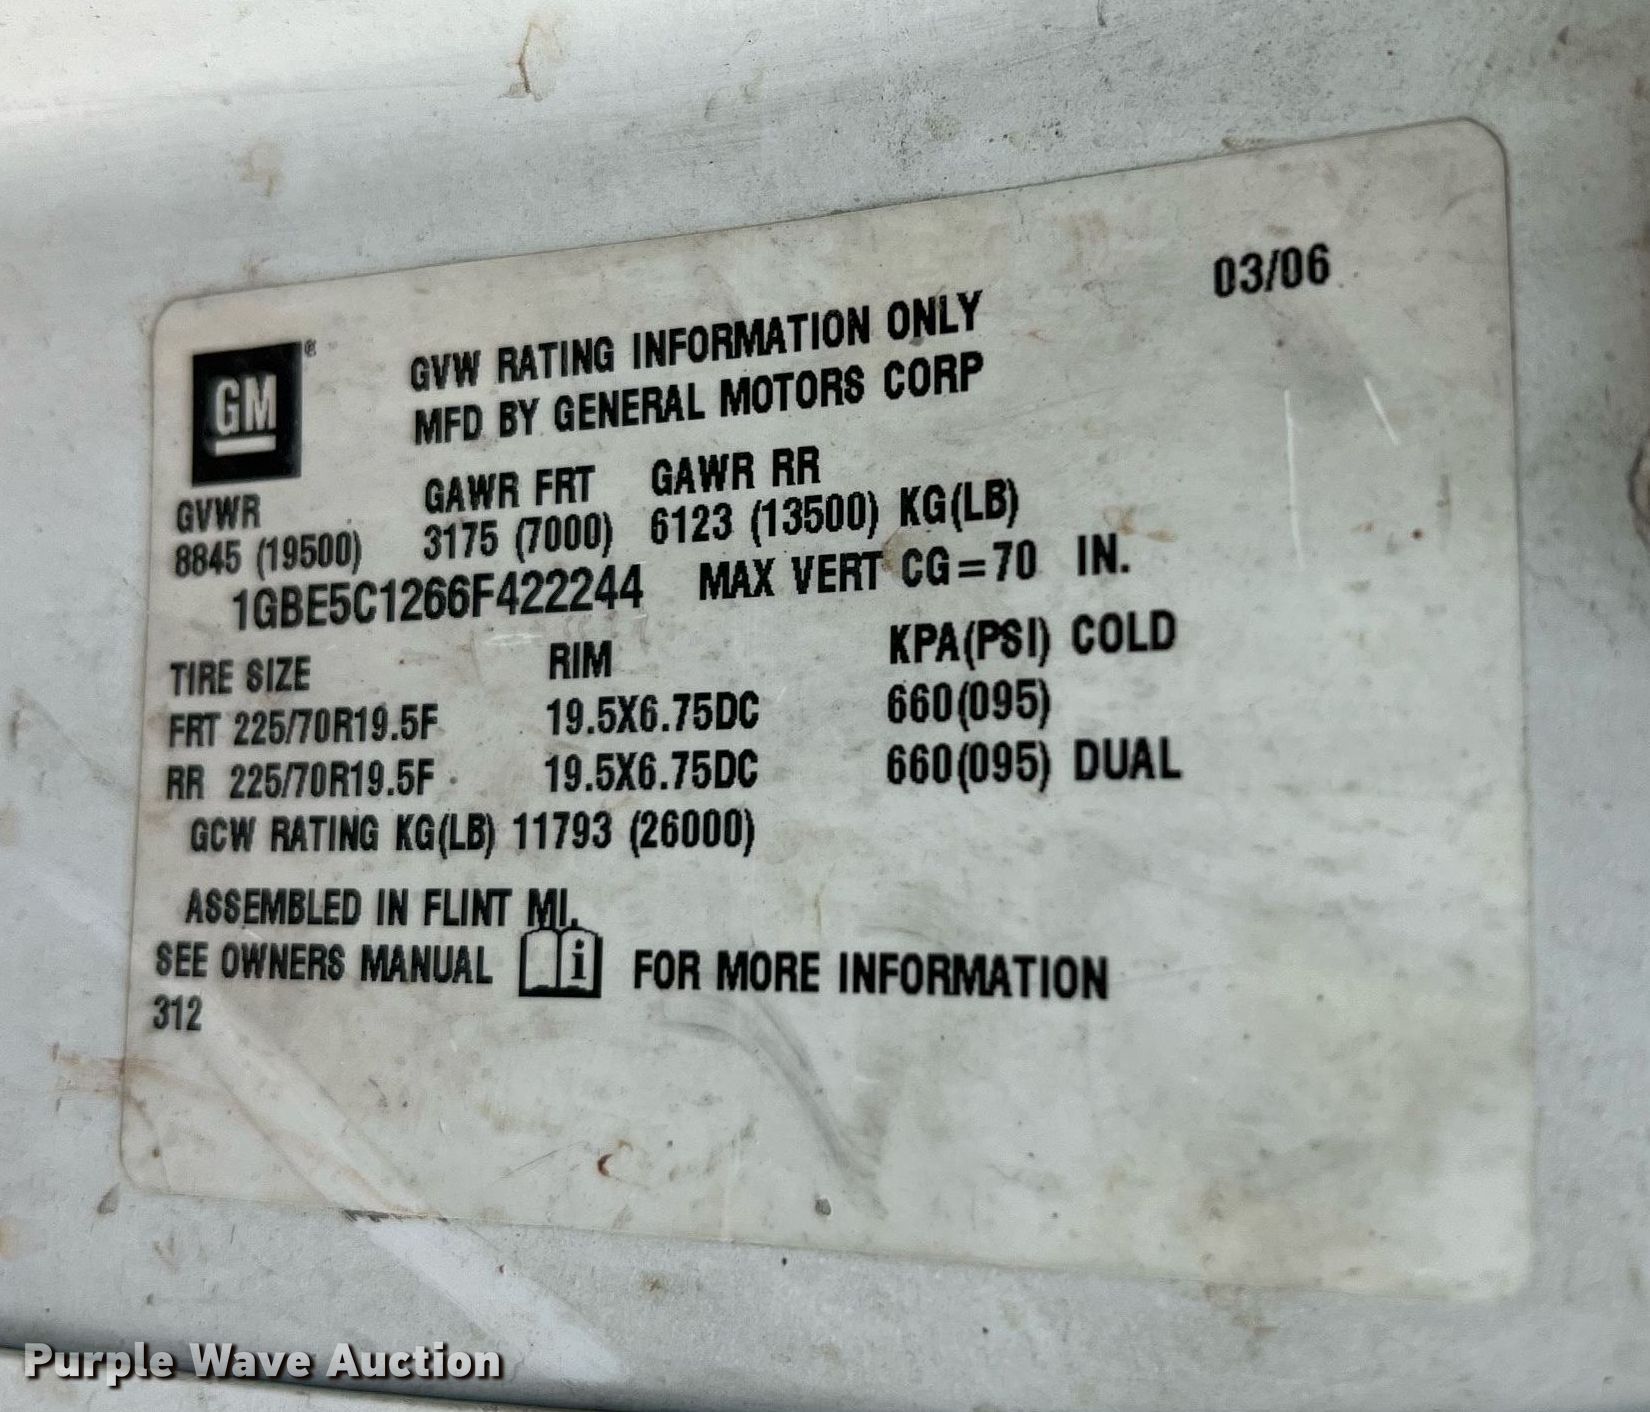 03/06
GM®
GVW RATING INFORMATION ONLY
MFD BY GENERAL MOTORS CORP
GVWR GAWR FRT GAWR RR
8845 (19500) 3175 (7000) 6123 (13500) KG(LB)
1GBE5C1266F422244 MAX VERT CG=70 IN.
TIRE SIZE RIM KPA(PSI) COLD
FRT 225/70R19.5F 19.5X6.75DC 660(095)
RR 225/70R19.5F 19.5X6.75DC 660(095) DUAL
GCW RATING KG(LB) 11793 (26000)
ASSEMBLED IN FLINT MI.
SEE OWNERS MANUAL i FOR MORE INFORMATION
312
Purple Wave Auction